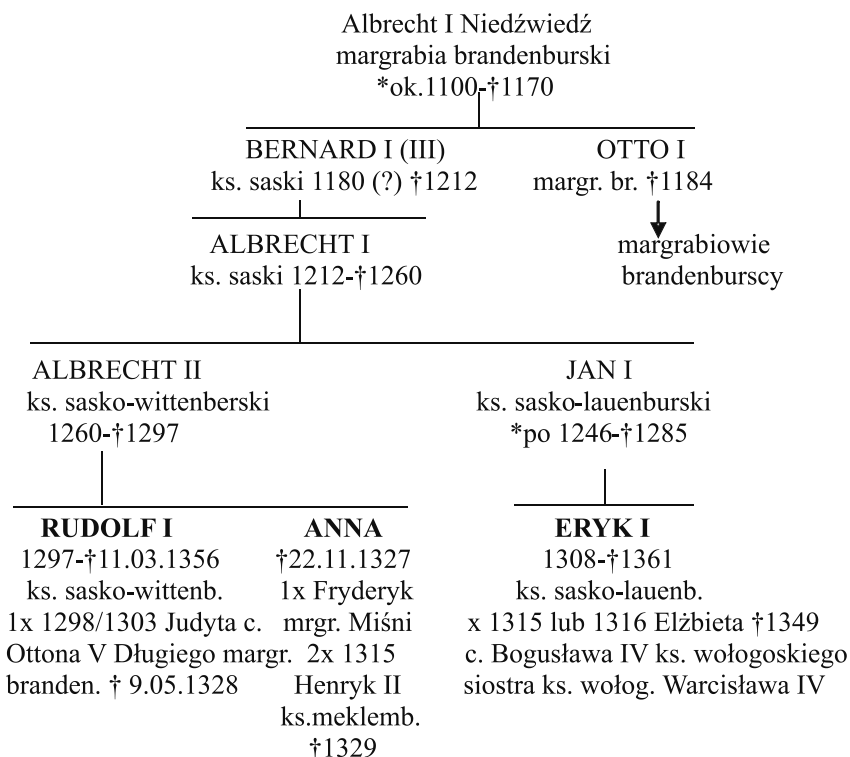 Albrecht I Niedźwiedź
margrabia brandenburski
*ok.1100-†1170
BERNARD I (III)
ks. saski 1180 (?) †1212
OTTO I
margr. br. †1184
margrabiowie
brandenburscy
ALBRECHT I
ks. saski 1212-†1260
ALBRECHT II
ks. sasko-wittenberski
1260-†1297
JAN I
ks. sasko-lauenburski
*po 1246-†1285
RUDOLF I
1297-†11.03.1356
ks. sasko-wittenb.
1x 1298/1303 Judyta c.
Ottona V Długiego margr.
branden. † 9.05.1328
ANNA
†22.11.1327
1x Fryderyk
mrgr. Miśni
2x 1315
Henryk II
ks.meklemb.
†1329
ERYK I
1308-†1361
ks. sasko-lauenb.
x 1315 lub 1316 Elżbieta †1349
c. Bogusława IV ks. wołogoskiego
siostra ks. wołog. Warcisława IV